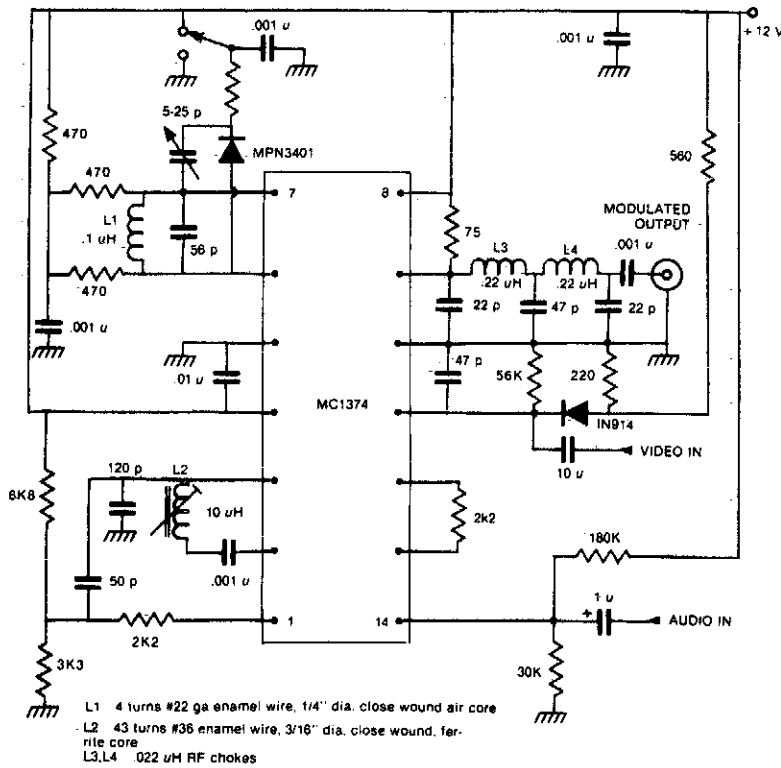 .001 u
.001 u
+ 12 V
5-25 p
470
MPN3401
560
470
7
8
MODULATED
OUTPUT
L1
.1 uH
56 p
75
L3
L4
.001 u
470
.22 uH
.22 uH
22 p
47 p
22 p
.001 u
.01 u
47 p
56K
220
MC1374
IN914
VIDEO IN
10 u
120 p
L2
6K8
10 uH
2k2
180K
50 p
.001 u
1 u
+
1
14
AUDIO IN
2K2
3K3
30K
L1 4 turns #22 ga enamel wire, 1/4" dia. close wound air core
L2 43 turns #36 enamel wire, 3/16" dia. close wound, fer-
rite core
L3,L4 .022 uH RF chokes